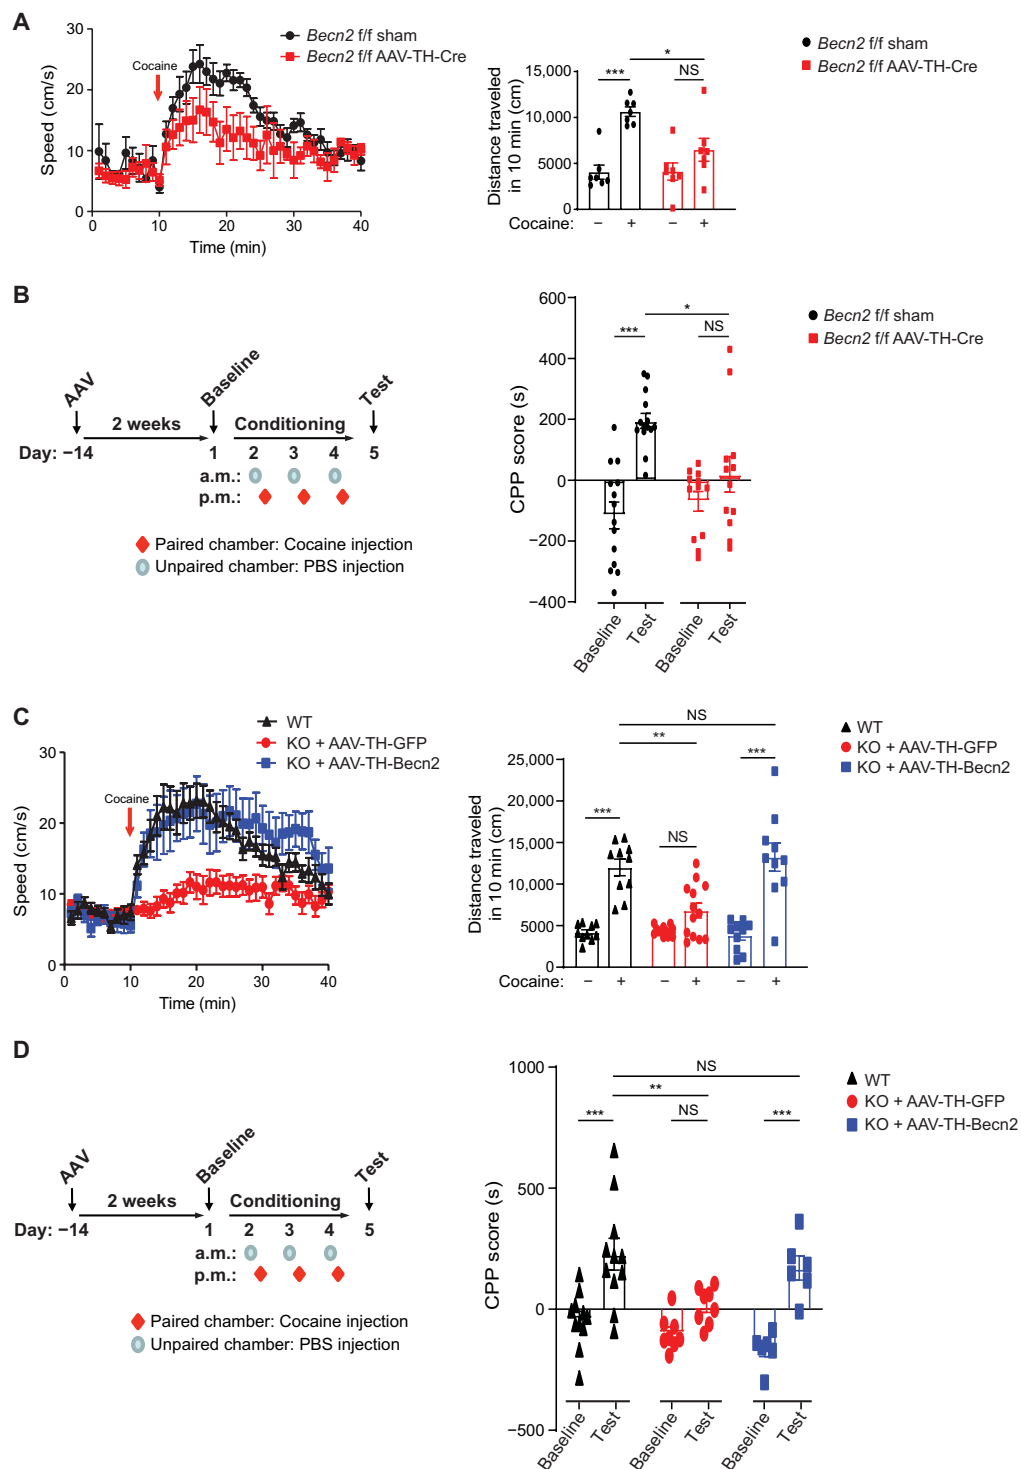 A
Becn2 f/f sham
Becn2 f/f AAV-TH-Cre
Cocaine
Speed (cm/s)
30
20
10
0
0 10 20 30 40
Time (min)
Becn2 f/f sham
Becn2 f/f AAV-TH-Cre
*
*** NS
Distance traveled
in 10 min (cm)
15,000
10,000
5000
0
Cocaine: − + − +
B
AAV
Baseline
Test
2 weeks
Conditioning
Day: −14 1 2 3 4 5
a.m.:
p.m.:
Paired chamber: Cocaine injection
Unpaired chamber: PBS injection
Becn2 f/f sham
Becn2 f/f AAV-TH-Cre
*
*** NS
CPP score (s)
600
400
200
0
−200
−400
Baseline Test Baseline Test
C
WT
KO + AAV-TH-GFP
KO + AAV-TH-Becn2
Cocaine
Speed (cm/s)
30
20
10
0
0 10 20 30 40
Time (min)
WT
KO + AAV-TH-GFP
KO + AAV-TH-Becn2
NS
**
*** NS ***
Distance traveled
in 10 min (cm)
25,000
20,000
15,000
10,000
5000
0
Cocaine: − + − + − +
D
AAV
Baseline
Test
2 weeks
Conditioning
Day: −14 1 2 3 4 5
a.m.:
p.m.:
Paired chamber: Cocaine injection
Unpaired chamber: PBS injection
WT
KO + AAV-TH-GFP
KO + AAV-TH-Becn2
NS
**
*** NS ***
CPP score (s)
1000
500
0
−500
Baseline Test Baseline Test Baseline Test